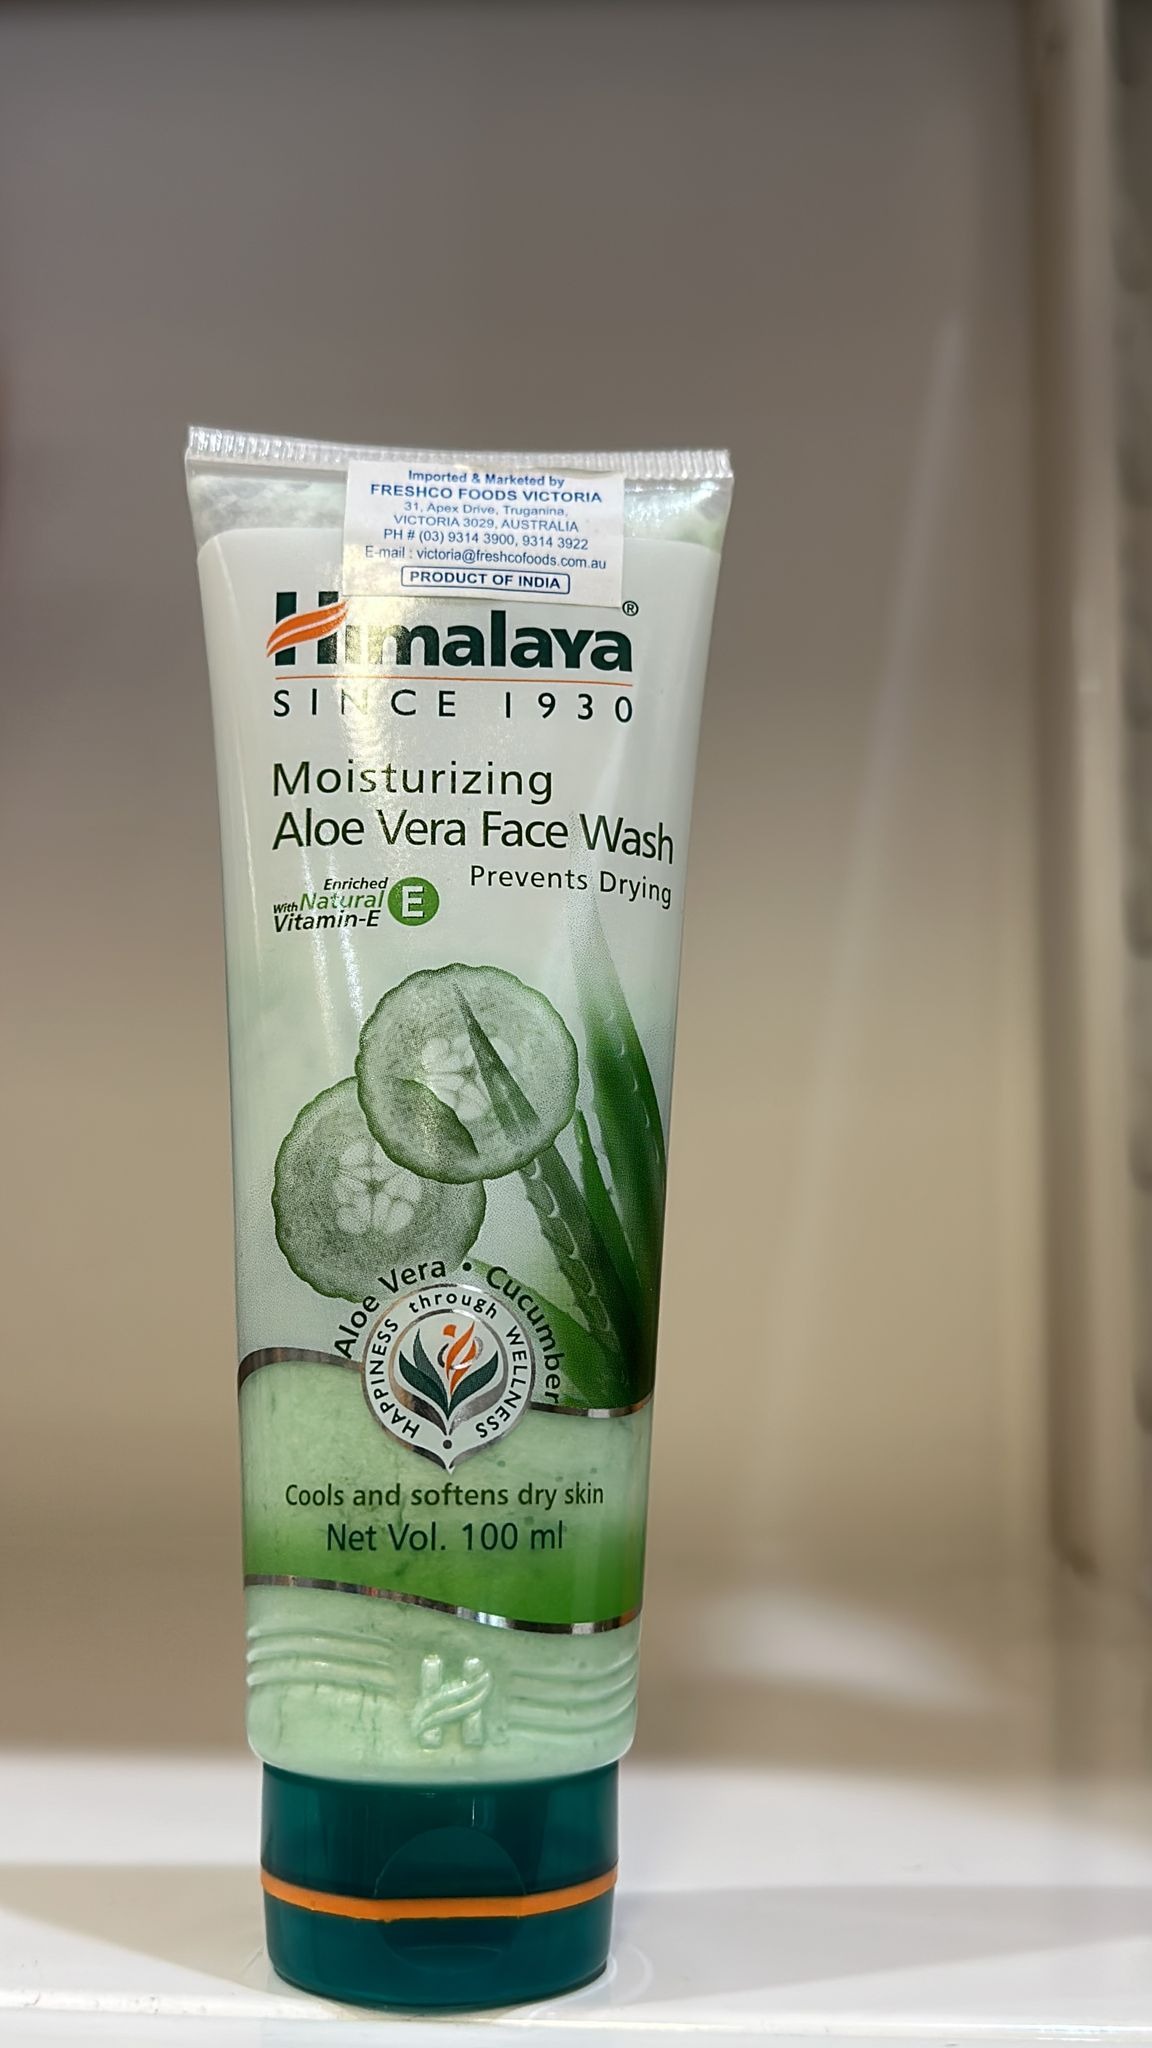 Imported & Marketed by
FRESHCO FOODS VICTORIA
31, Apex Drive, Truganina,
VICTORIA 3029, AUSTRALIA
PH # (03) 9314 3900, 9314 3922
E-mail : victoria@freshcofoods.com.au
PRODUCT OF INDIA
Himalaya®
SINCE 1930
Moisturizing
Aloe Vera Face Wash
Prevents Drying
Enriched
With Natural
Vitamin-E
E
Aloe Vera • Cucumber
HAPPINESS through WELLNESS
Cools and softens dry skin
Net Vol. 100 ml
H